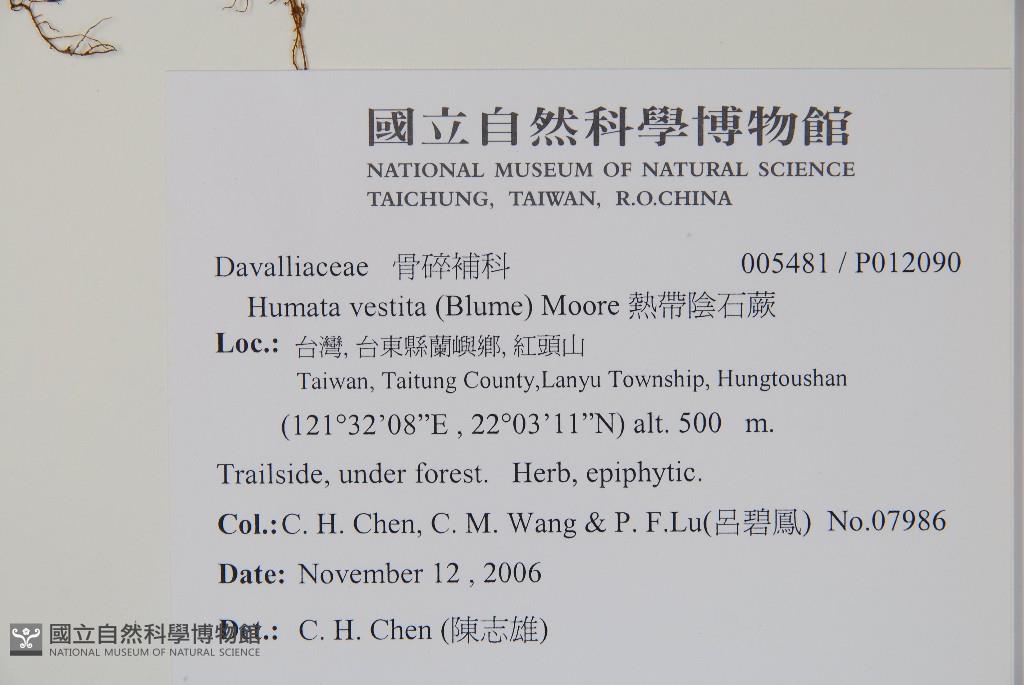 國立自然科學博物館
NATIONAL MUSEUM OF NATURAL SCIENCE
TAICHUNG, TAIWAN, R.O.CHINA
Davalliaceae 骨碎補科 005481 / P012090
Humata vestita (Blume) Moore 熱帶陰石蕨
Loc.: 台灣, 台東縣蘭嶼鄉, 紅頭山
Taiwan, Taitung County,Lanyu Township, Hungtoushan
(121°32’08”E , 22°03’11”N) alt. 500 m.
Trailside, under forest. Herb, epiphytic.
Col.:C. H. Chen, C. M. Wang & P. F.Lu(呂碧鳳) No.07986
Date: November 12 , 2006
Det.: C. H. Chen (陳志雄)
國立自然科學博物館
NATIONAL MUSEUM OF NATURAL SCIENCE